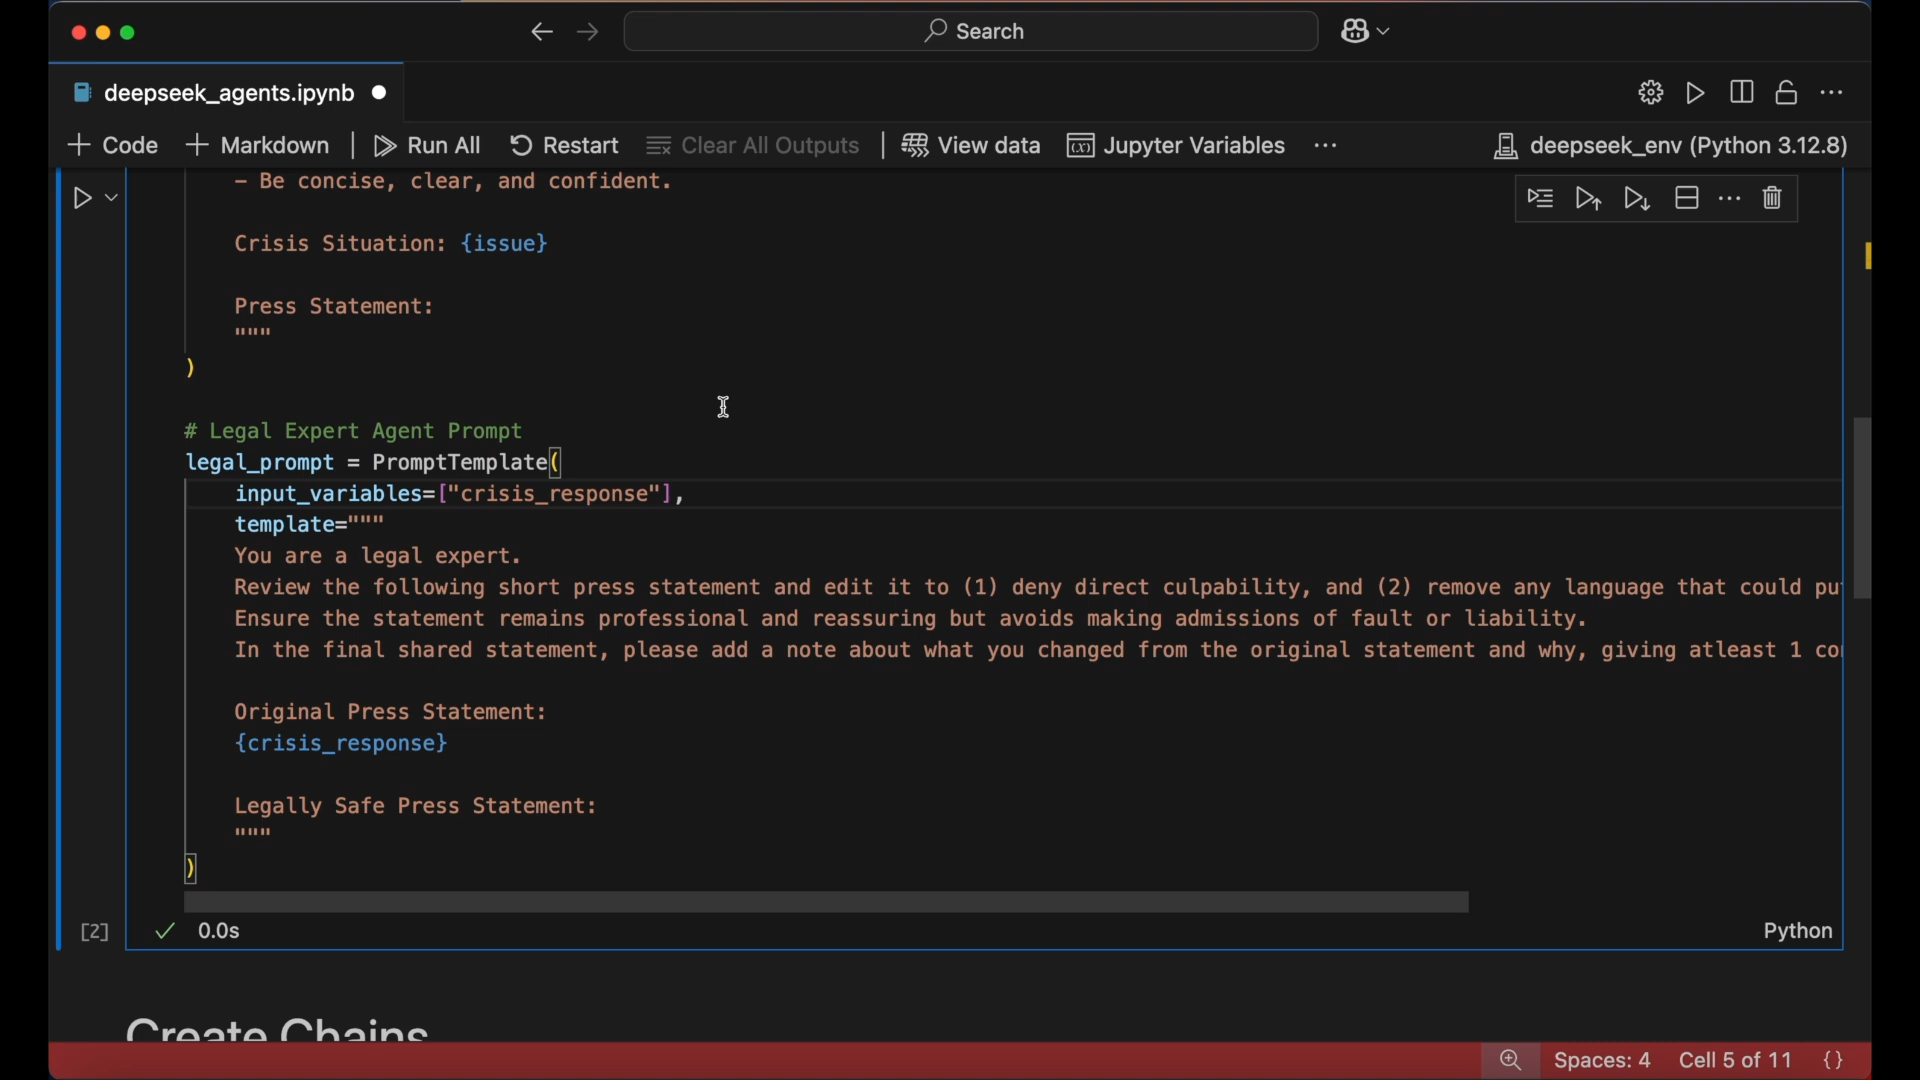 Search
deepseek_agents.ipynb
Code
Markdown
Run All
Restart
Clear All Outputs
View data
Jupyter Variables
...
deepseek_env (Python 3.12.8)
- Be concise, clear, and confident.
Crisis Situation: {issue}
Press Statement:
"""
)
# Legal Expert Agent Prompt
legal_prompt = PromptTemplate(
input_variables=["crisis_response"],
template="""
You are a legal expert.
Review the following short press statement and edit it to (1) deny direct culpability, and (2) remove any language that could pu
Ensure the statement remains professional and reassuring but avoids making admissions of fault or liability.
In the final shared statement, please add a note about what you changed from the original statement and why, giving atleast 1 co
Original Press Statement:
{crisis_response}
Legally Safe Press Statement:
"""
)
[2]
0.0s
Python
Create Chains
Spaces: 4
Cell 5 of 11
{}